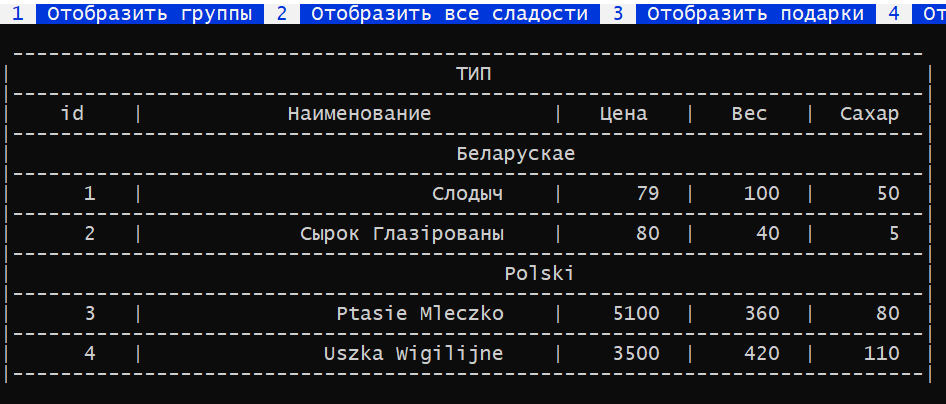 1 Отобразить группы 2 Отобразить все сладости 3 Отобразить подарки 4 От
ТИП
id | Наименование | Цена | Вес | Сахар
Беларускае
1 | Слодыч | 79 | 100 | 50
2 | Сырок Глазiрованы | 80 | 40 | 5
Polski
3 | Ptasie Mleczko | 5100 | 360 | 80
4 | Uszka Wigilijne | 3500 | 420 | 110